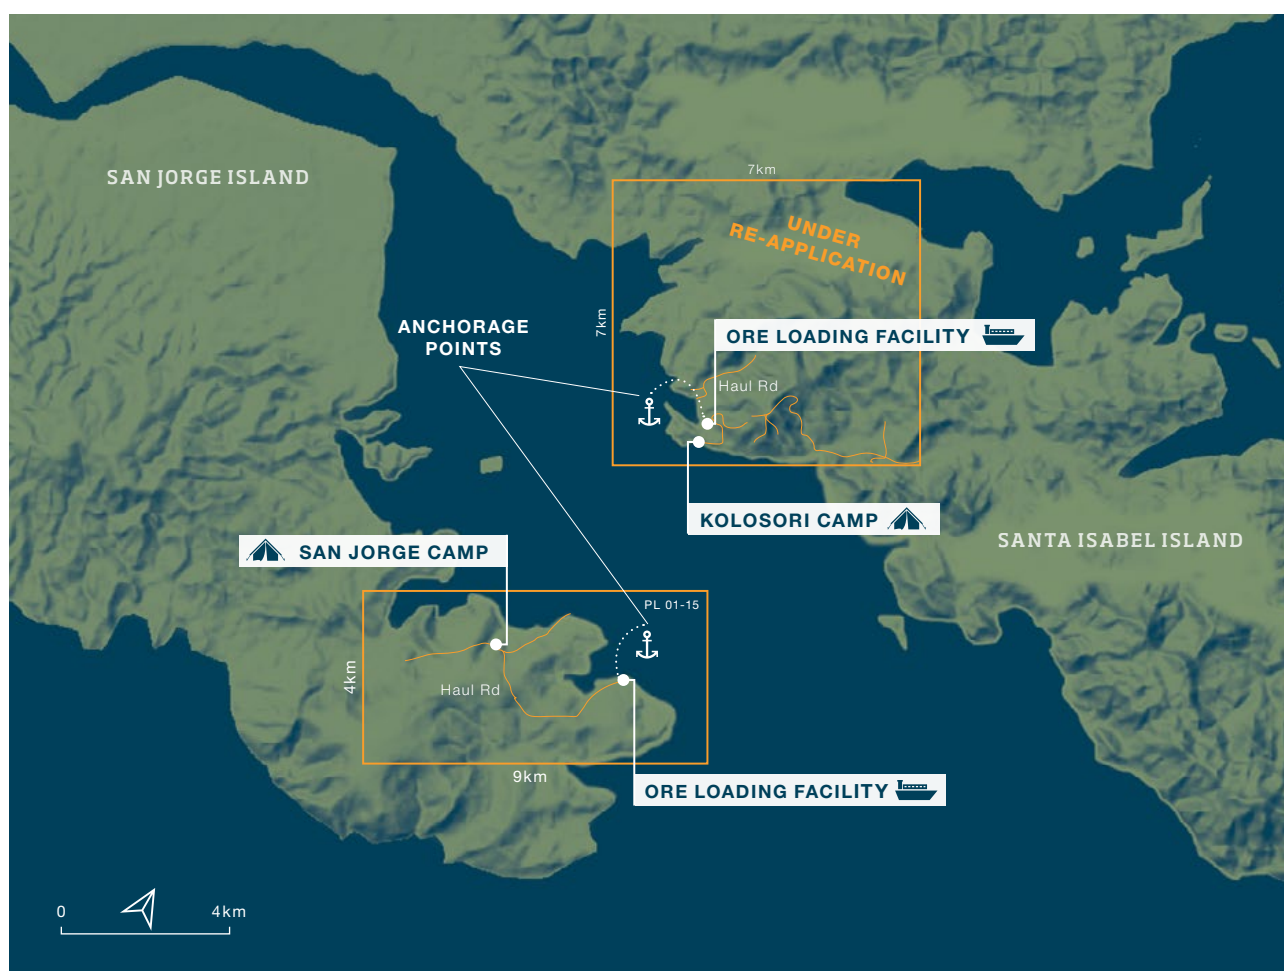 7km
SAN JORGE ISLAND
UNDER
RE-APPLICATION
7km
ANCHORAGE
POINTS
ORE LOADING FACILITY
Haul Rd
KOLOSORI CAMP
SANTA ISABEL ISLAND
SAN JORGE CAMP
PL 01-15
4km
Haul Rd
9km
ORE LOADING FACILITY
0 4km